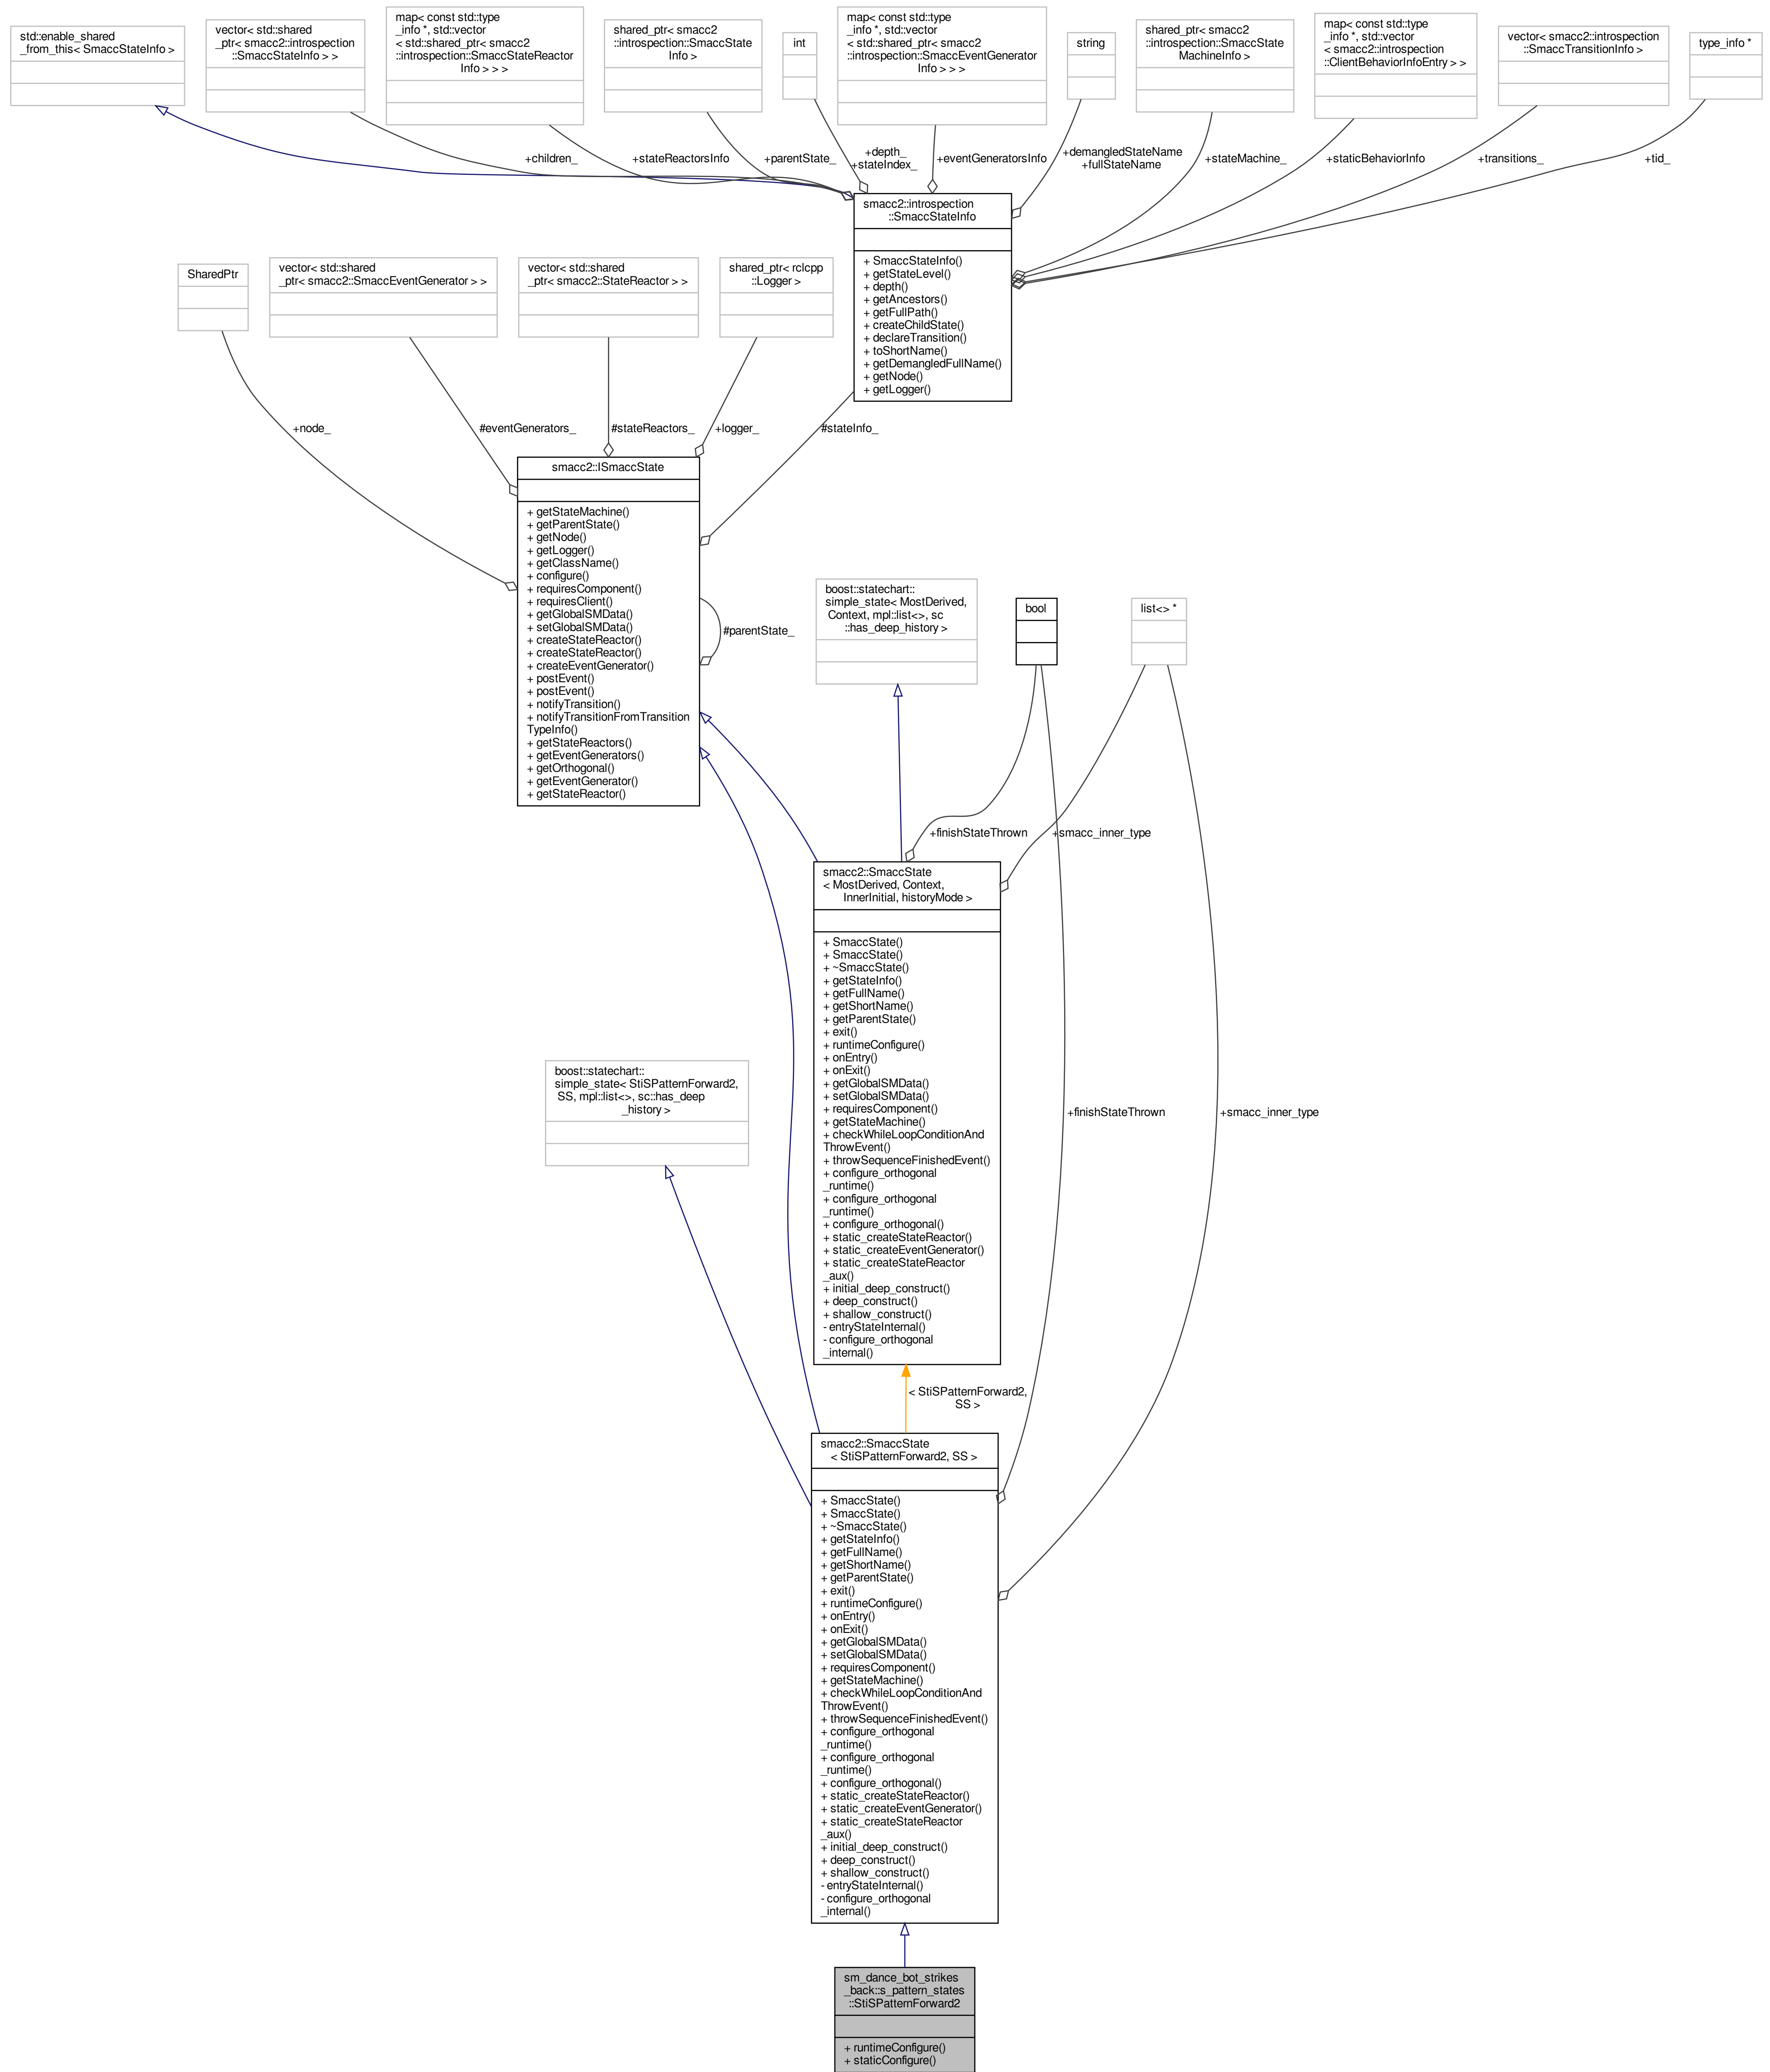 std::enable_shared
_from_this< SmaccStateInfo >
vector< std::shared
_ptr< smacc2::introspection
::SmaccStateInfo > >
map< const std::type
_info *, std::vector
< std::shared_ptr< smacc2
::introspection::SmaccStateReactor
Info > > >
shared_ptr< smacc2
::introspection::SmaccState
Info >
int
map< const std::type
_info *, std::vector
< std::shared_ptr< smacc2
::introspection::SmaccEventGenerator
Info > > >
string
shared_ptr< smacc2
::introspection::SmaccState
MachineInfo >
map< const std::type
_info *, std::vector
< smacc2::introspection
::ClientBehaviorInfoEntry > >
vector< smacc2::introspection
::SmaccTransitionInfo >
type_info *
+children_
+stateReactorsInfo
+parentState_
+depth_
+stateIndex_
+eventGeneratorsInfo
+demangledStateName
+fullStateName
+stateMachine_
+staticBehaviorInfo
+transitions_
+tid_
smacc2::introspection
::SmaccStateInfo
+ SmaccStateInfo()
+ getStateLevel()
+ depth()
+ getAncestors()
+ getFullPath()
+ createChildState()
+ declareTransition()
+ toShortName()
+ getDemangledFullName()
+ getNode()
+ getLogger()
SharedPtr
vector< std::shared
_ptr< smacc2::SmaccEventGenerator > >
vector< std::shared
_ptr< smacc2::StateReactor > >
shared_ptr< rclcpp
::Logger >
+node_
#eventGenerators_
#stateReactors_
+logger_
#stateInfo_
smacc2::ISmaccState
+ getStateMachine()
+ getParentState()
+ getNode()
+ getLogger()
+ getClassName()
+ configure()
+ requiresComponent()
+ requiresClient()
+ getGlobalSMData()
+ setGlobalSMData()
+ createStateReactor()
+ createStateReactor()
+ createEventGenerator()
+ postEvent()
+ postEvent()
+ notifyTransition()
+ notifyTransitionFromTransition
TypeInfo()
+ getStateReactors()
+ getEventGenerators()
+ getOrthogonal()
+ getEventGenerator()
+ getStateReactor()
#parentState_
boost::statechart::
simple_state< MostDerived,
Context, mpl::list<>, sc
::has_deep_history >
bool
list<> *
+finishStateThrown
+smacc_inner_type
smacc2::SmaccState
< MostDerived, Context,
InnerInitial, historyMode >
+ SmaccState()
+ SmaccState()
+ ~SmaccState()
+ getStateInfo()
+ getFullName()
+ getShortName()
+ getParentState()
+ exit()
+ runtimeConfigure()
+ onEntry()
+ onExit()
+ getGlobalSMData()
+ setGlobalSMData()
+ requiresComponent()
+ getStateMachine()
+ checkWhileLoopConditionAnd
ThrowEvent()
+ throwSequenceFinishedEvent()
+ configure_orthogonal
_runtime()
+ configure_orthogonal
_runtime()
+ configure_orthogonal()
+ static_createStateReactor()
+ static_createEventGenerator()
+ static_createStateReactor
_aux()
+ initial_deep_construct()
+ deep_construct()
+ shallow_construct()
- entryStateInternal()
- configure_orthogonal
_internal()
boost::statechart::
simple_state< StiSPatternForward2,
SS, mpl::list<>, sc::has_deep
_history >
+finishStateThrown
+smacc_inner_type
< StiSPatternForward2,
SS >
smacc2::SmaccState
< StiSPatternForward2, SS >
+ SmaccState()
+ SmaccState()
+ ~SmaccState()
+ getStateInfo()
+ getFullName()
+ getShortName()
+ getParentState()
+ exit()
+ runtimeConfigure()
+ onEntry()
+ onExit()
+ getGlobalSMData()
+ setGlobalSMData()
+ requiresComponent()
+ getStateMachine()
+ checkWhileLoopConditionAnd
ThrowEvent()
+ throwSequenceFinishedEvent()
+ configure_orthogonal
_runtime()
+ configure_orthogonal
_runtime()
+ configure_orthogonal()
+ static_createStateReactor()
+ static_createEventGenerator()
+ static_createStateReactor
_aux()
+ initial_deep_construct()
+ deep_construct()
+ shallow_construct()
- entryStateInternal()
- configure_orthogonal
_internal()
sm_dance_bot_strikes
_back::s_pattern_states
::StiSPatternForward2
+ runtimeConfigure()
+ staticConfigure()